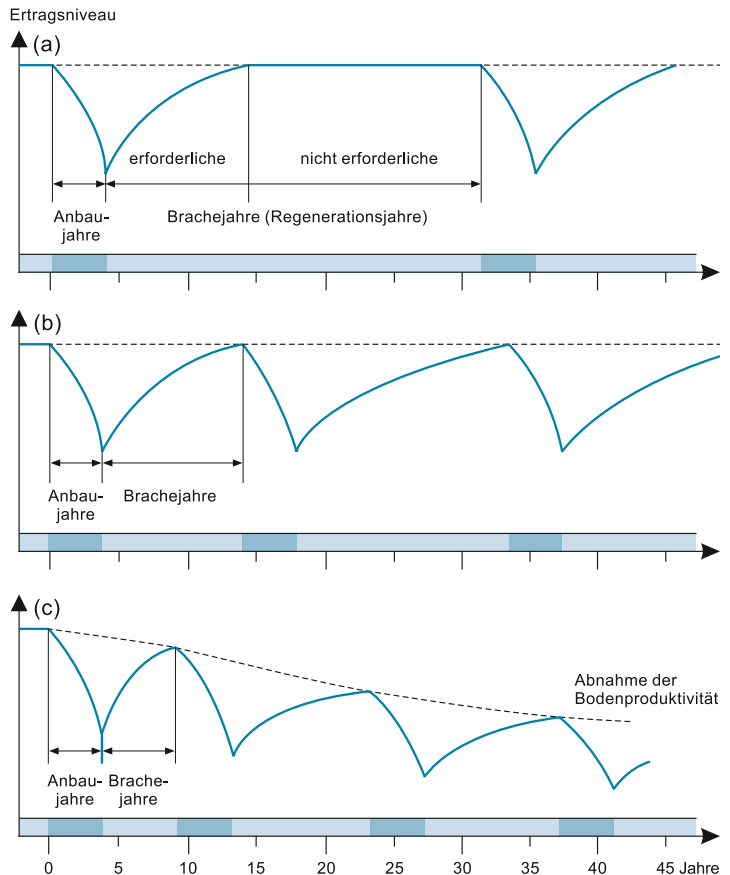 Ertragsniveau
(a)
erforderliche
nicht erforderliche
Anbau-
jahre
Brachejahre (Regenerationsjahre)
(b)
Anbau-
jahre
Brachejahre
(c)
Abnahme der
Bodenproduktivität
Anbau-
jahre
Brache-
jahre
0 5 10 15 20 25 30 35 40 45 Jahre